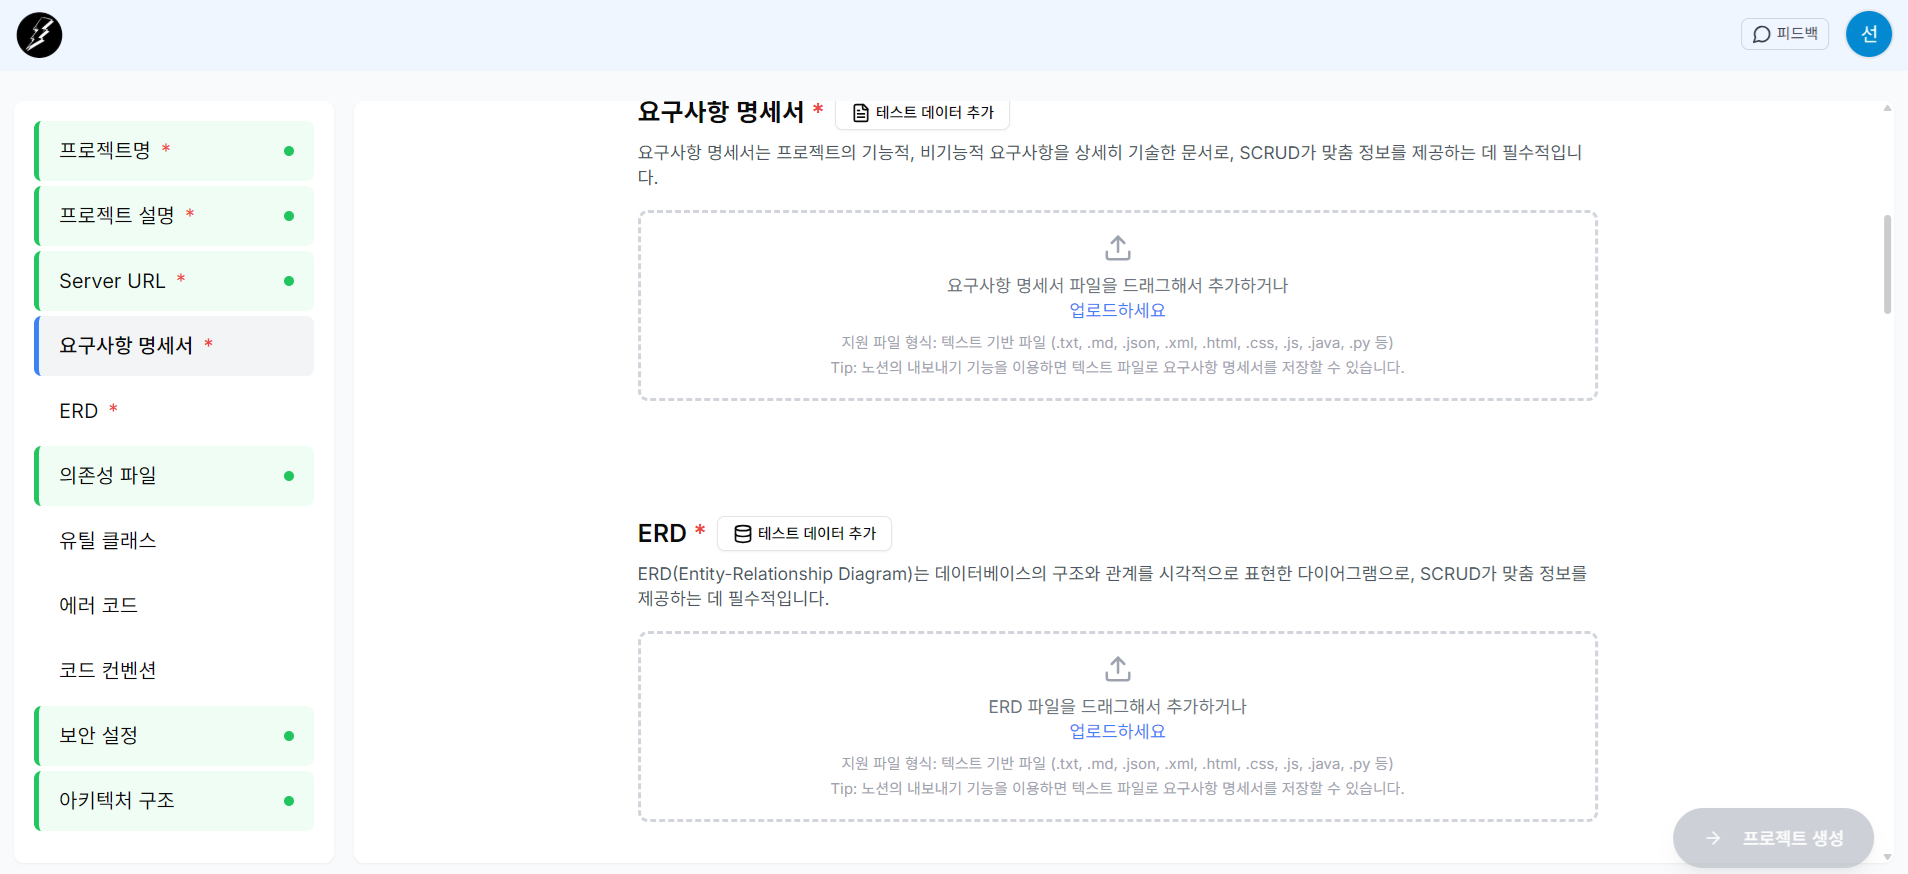 피드백
선
프로젝트명 *
프로젝트 설명 *
Server URL *
요구사항 명세서 *
ERD *
의존성 파일
유틸 클래스
에러 코드
코드 컨벤션
보안 설정
아키텍처 구조
요구사항 명세서 * 테스트 데이터 추가
요구사항 명세서는 프로젝트의 기능적, 비기능적 요구사항을 상세히 기술한 문서로, SCRUD가 맞춤 정보를 제공하는 데 필수적입니
다.
요구사항 명세서 파일을 드래그해서 추가하거나
업로드하세요
지원 파일 형식: 텍스트 기반 파일 (.txt, .md, .json, .xml, .html, .css, .js, .java, .py 등)
Tip: 노션의 내보내기 기능을 이용하면 텍스트 파일로 요구사항 명세서를 저장할 수 있습니다.
ERD * 테스트 데이터 추가
ERD(Entity-Relationship Diagram)는 데이터베이스의 구조와 관계를 시각적으로 표현한 다이어그램으로, SCRUD가 맞춤 정보를
제공하는 데 필수적입니다.
ERD 파일을 드래그해서 추가하거나
업로드하세요
지원 파일 형식: 텍스트 기반 파일 (.txt, .md, .json, .xml, .html, .css, .js, .java, .py 등)
Tip: 노션의 내보내기 기능을 이용하면 텍스트 파일로 요구사항 명세서를 저장할 수 있습니다.
프로젝트 생성